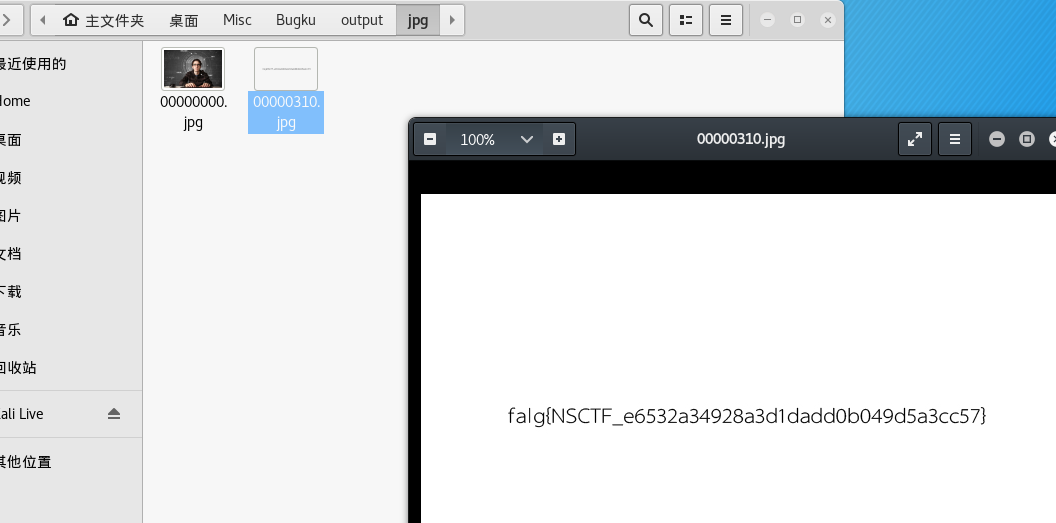 主文件夹 桌面 Misc Bugku output jpg
最近使用的
Home
桌面
视频
图片
文档
下载
音乐
回收站
ali Live
其他位置
00000000.
jpg
00000310.
jpg
100% 00000310.jpg
falg{NSCTF_e6532a34928a3d1dadd0b049d5a3cc57}